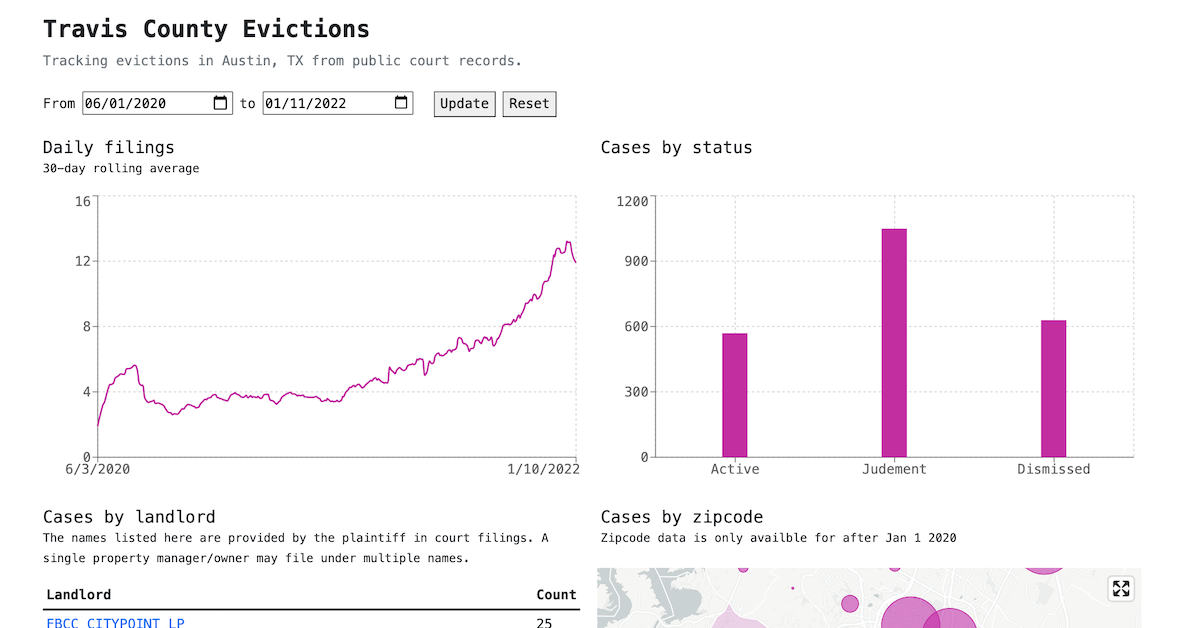 Travis County Evictions
Tracking evictions in Austin, TX from public court records.
From 06/01/2020 to 01/11/2022 Update Reset
Daily filings
30-day rolling average
16
12
8
4
0
6/3/2020 1/10/2022
Cases by status
1200
900
600
300
0
Active Judement Dismissed
Cases by landlord
The names listed here are provided by the plaintiff in court filings. A
single property manager/owner may file under multiple names.
Landlord Count
EBCC CITYPOINT LP 25
Cases by zipcode
Zipcode data is only availble for after Jan 1 2020